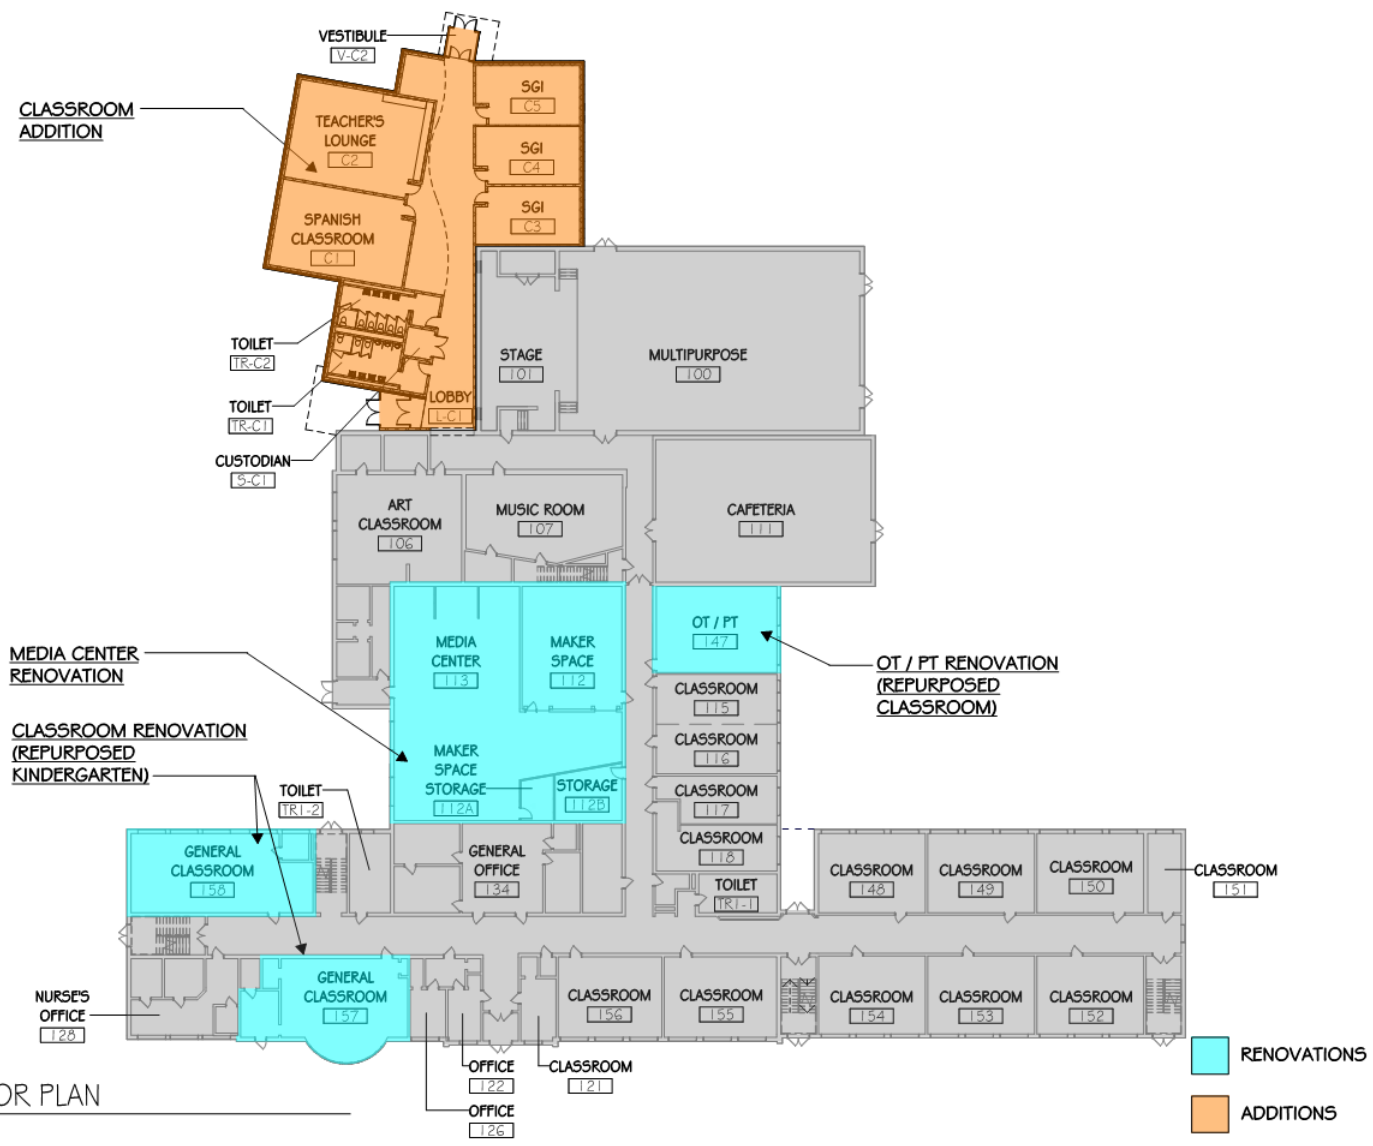 VESTIBULE
V-C2
CLASSROOM
ADDITION
TEACHER'S
LOUNGE
C2
SGI
C5
SGI
C4
SGI
C3
SPANISH
CLASSROOM
C1
TOILET
TR-C2
TOILET
TR-C1
CUSTODIAN
S-C1
LOBBY
L-C1
STAGE
101
MULTIPURPOSE
100
ART
CLASSROOM
106
MUSIC ROOM
107
CAFETERIA
111
MEDIA CENTER
RENOVATION
MEDIA
CENTER
113
MAKER
SPACE
112
OT / PT
147
OT / PT RENOVATION
(REPURPOSED
CLASSROOM)
CLASSROOM
115
CLASSROOM
116
CLASSROOM
117
CLASSROOM
118
TOILET
TR1-1
CLASSROOM RENOVATION
(REPURPOSED
KINDERGARTEN)
MAKER
SPACE
STORAGE
112A
STORAGE
112B
TOILET
TR1-2
GENERAL
CLASSROOM
158
GENERAL
OFFICE
134
CLASSROOM
148
CLASSROOM
149
CLASSROOM
150
CLASSROOM
151
NURSE'S
OFFICE
128
GENERAL
CLASSROOM
157
CLASSROOM
156
CLASSROOM
155
CLASSROOM
154
CLASSROOM
153
CLASSROOM
152
OFFICE
122
CLASSROOM
121
OFFICE
126
OR PLAN
RENOVATIONS
ADDITIONS